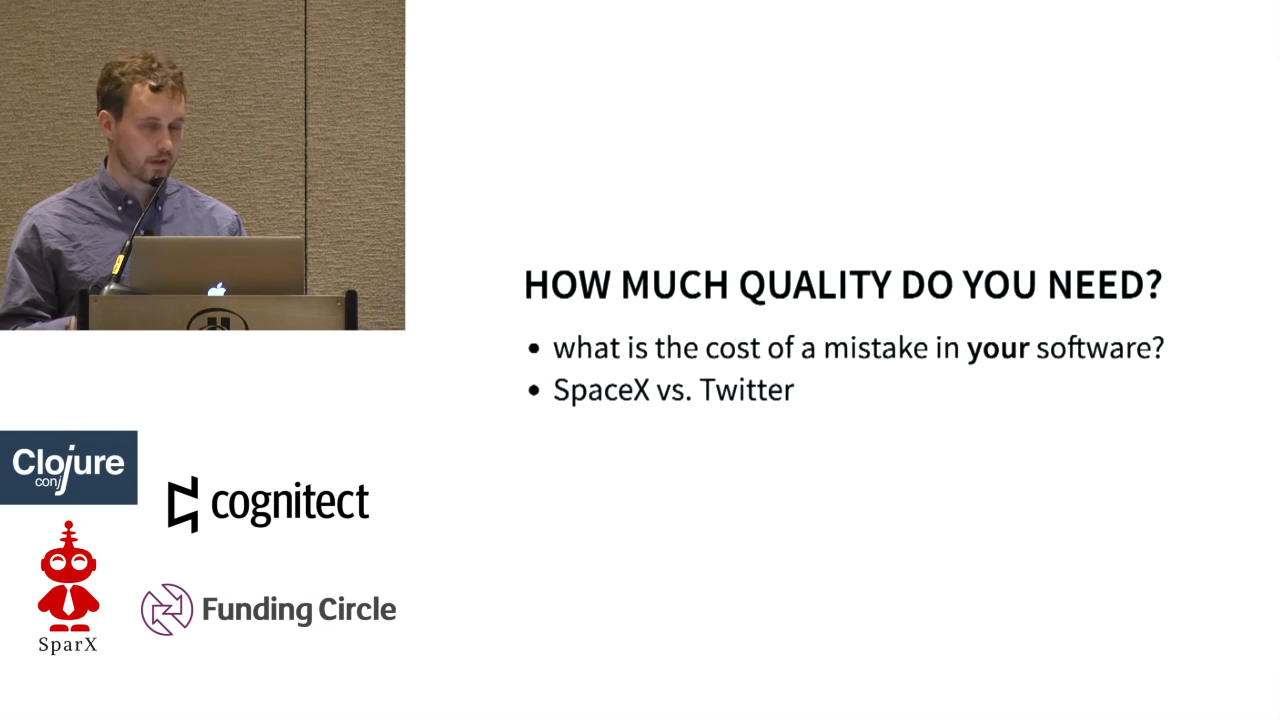 HOW MUCH QUALITY DO YOU NEED?
• what is the cost of a mistake in your software?
• SpaceX vs. Twitter
Clojure
conj
cognitect
SparX
Funding Circle